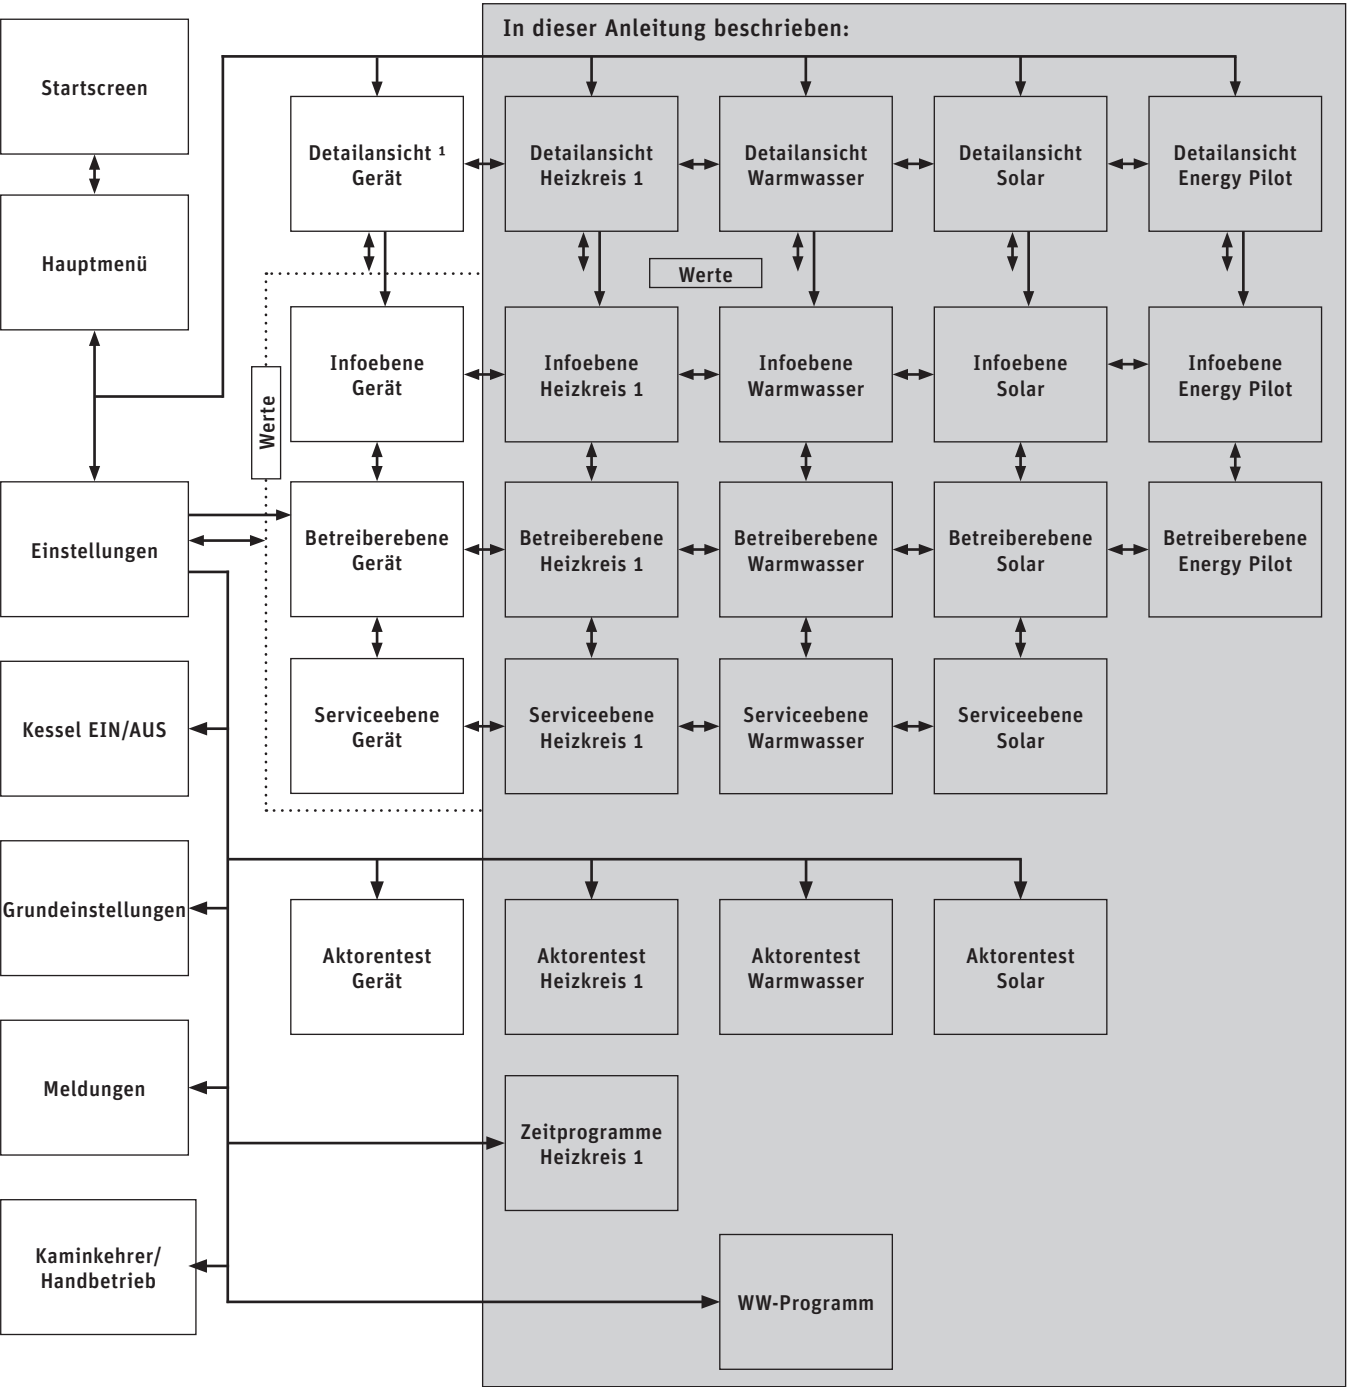 In dieser Anleitung beschrieben:
Startscreen
Hauptmenü
Einstellungen
Kessel EIN/AUS
Grundeinstellungen
Meldungen
Kaminkehrer/
Handbetrieb
Detailansicht ¹
Gerät
Detailansicht
Heizkreis 1
Detailansicht
Warmwasser
Detailansicht
Solar
Detailansicht
Energy Pilot
Werte
Werte
Infoebene
Gerät
Infoebene
Heizkreis 1
Infoebene
Warmwasser
Infoebene
Solar
Infoebene
Energy Pilot
Betreiberebene
Gerät
Betreiberebene
Heizkreis 1
Betreiberebene
Warmwasser
Betreiberebene
Solar
Betreiberebene
Energy Pilot
Serviceebene
Gerät
Serviceebene
Heizkreis 1
Serviceebene
Warmwasser
Serviceebene
Solar
Aktorentest
Gerät
Aktorentest
Heizkreis 1
Aktorentest
Warmwasser
Aktorentest
Solar
Zeitprogramme
Heizkreis 1
WW-Programm